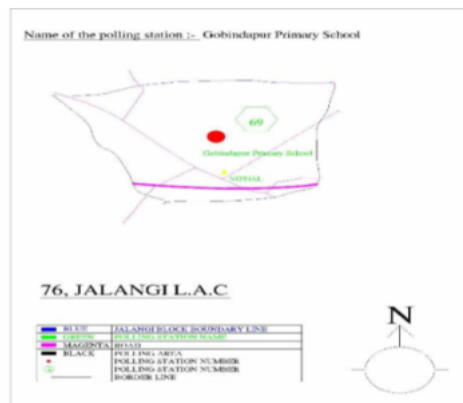 Name of the polling station :- Gobindapur Primary School
69
Gobindapur Primary School
76, JALANGI L.A.C
N
BLUE JALANGI BLOCK BOUNDARY LINE
GREEN POLLING STATION NAME
MAGENTA ROAD
BLACK POLLING AREA
POLLING STATION NUMBER
POLLING STATION NUMBER
BORDER LINE